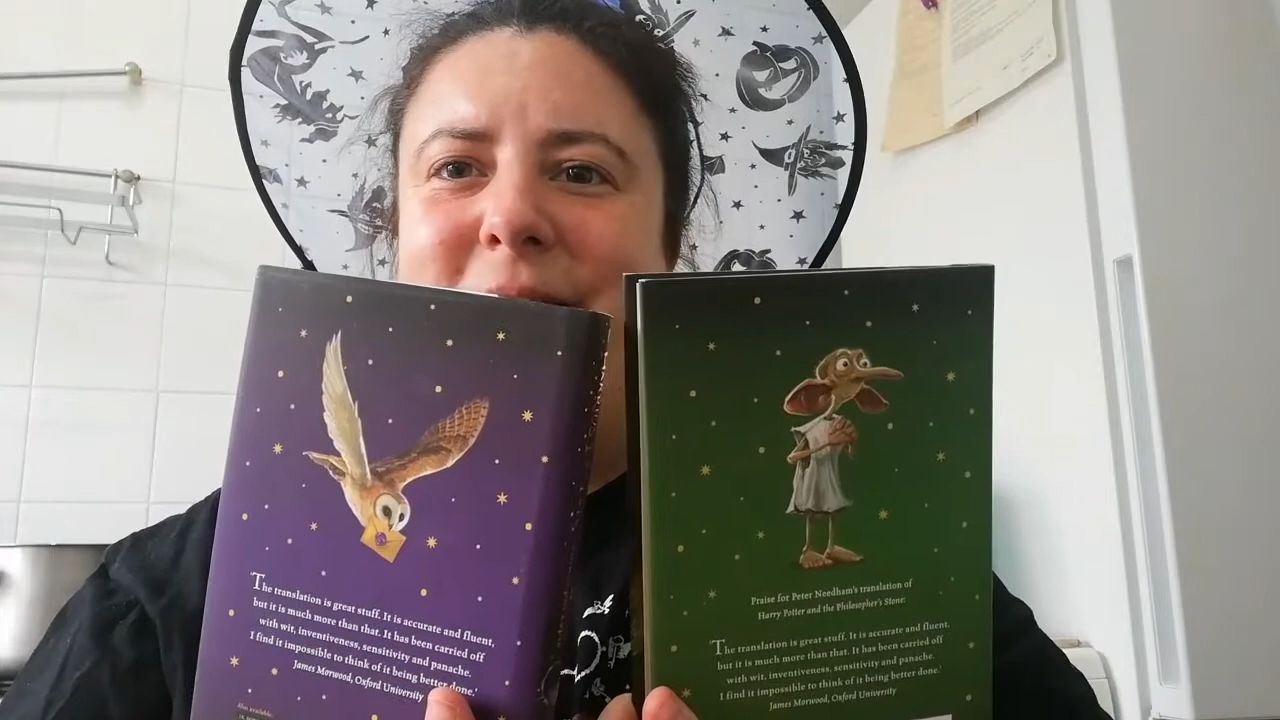 'The translation is great stuff. It is accurate and fluent,
but it is much more than that. It has been carried off
with wit, inventiveness, sensitivity and panache.
I find it impossible to think of it being better done.'
James Morwood, Oxford University
Also available:
Praise for Peter Needham's translation of
Harry Potter and the Philosopher's Stone:
'The translation is great stuff. It is accurate and fluent,
but it is much more than that. It has been carried off
with wit, inventiveness, sensitivity and panache.
I find it impossible to think of it being better done.'
James Morwood, Oxford University